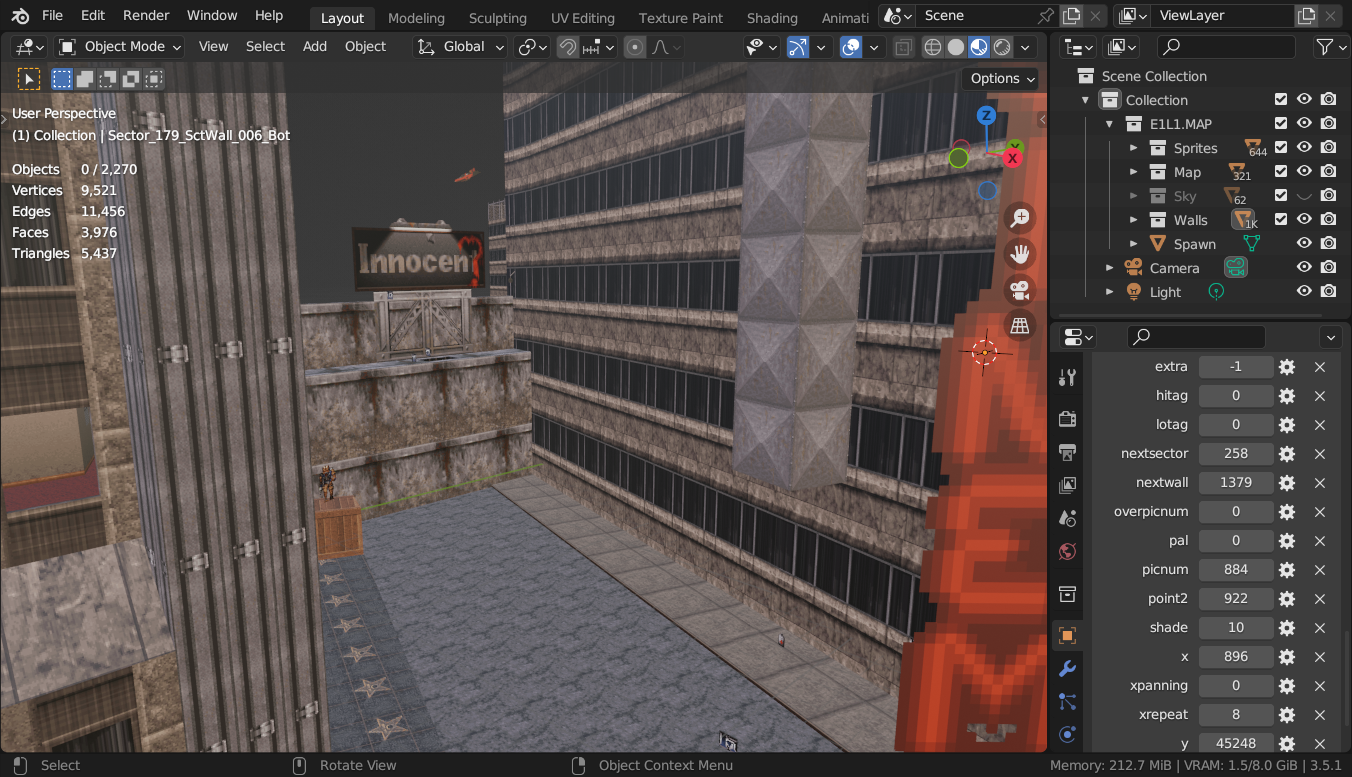 File Edit Render Window Help Layout Modeling Sculpting UV Editing Texture Paint Shading Animati Scene ViewLayer
Object Mode View Select Add Object Global
Options
User Perspective
(1) Collection | Sector_179_SctWall_006_Bot
Objects 0 / 2,270
Vertices 9,521
Edges 11,456
Faces 3,976
Triangles 5,437
Innocent?
Z
Y
X
Scene Collection
Collection
E1L1.MAP
Sprites 644
Map 321
Sky 62
Walls 1K
Spawn
Camera
Light
extra -1
hitag 0
lotag 0
nextsector 258
nextwall 1379
overpicnum 0
pal 0
picnum 884
point2 922
shade 10
x 896
xpanning 0
xrepeat 8
y 45248
Select Rotate View Object Context Menu Memory: 212.7 MiB | VRAM: 1.5/8.0 GiB | 3.5.1